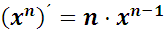 (xⁿ)′ = n · xⁿ⁻¹